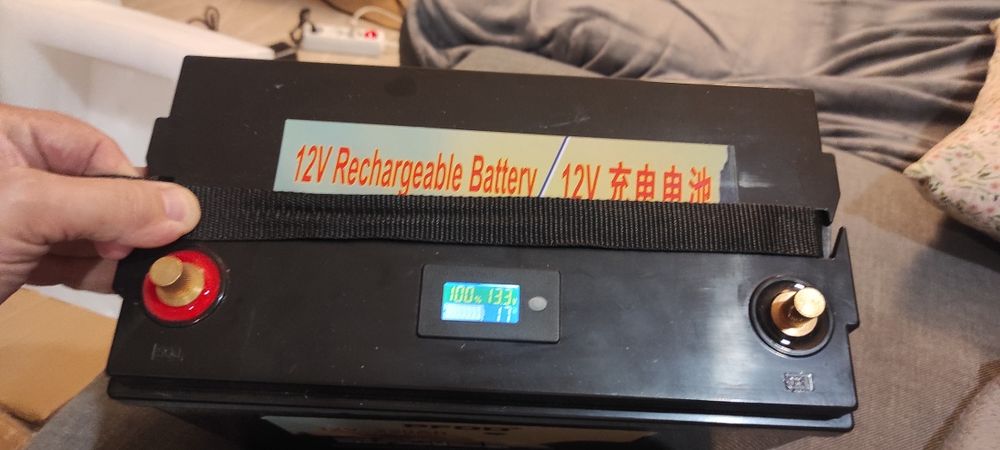 12V Rechargeable Battery / 12V 充电电池
100% 13.3V
17°